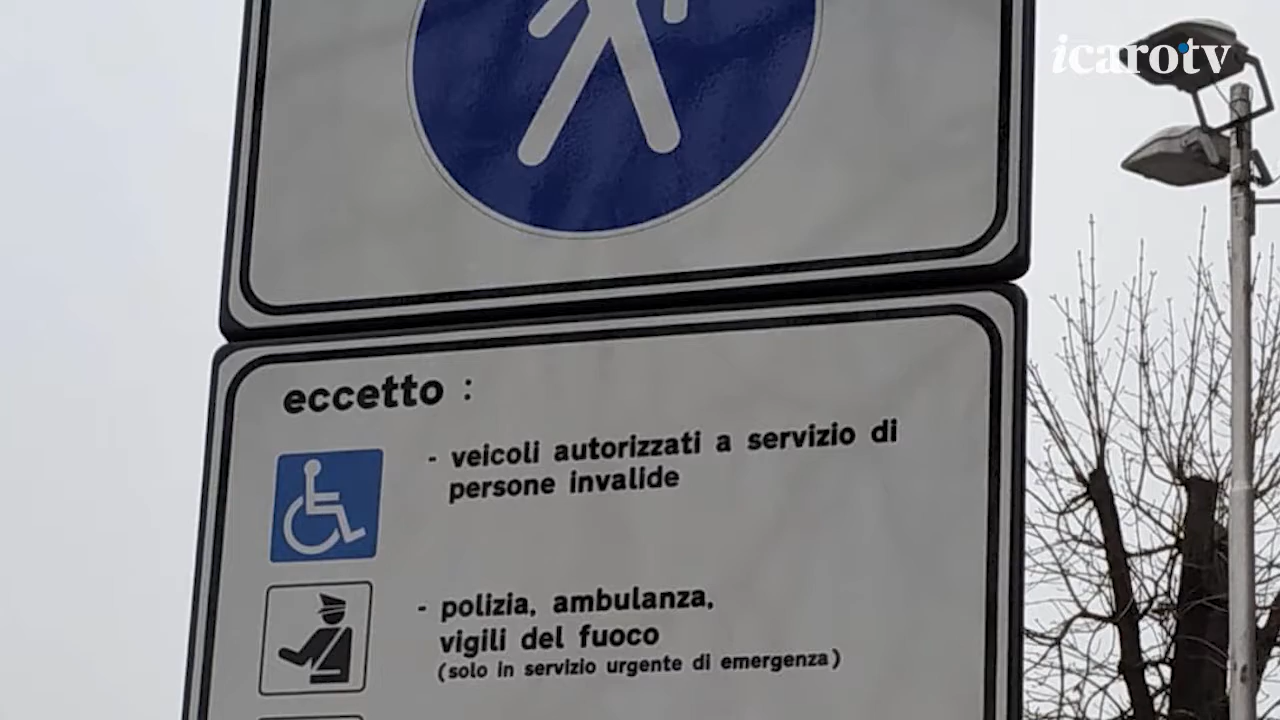 icarotv
eccetto :
- veicoli autorizzati a servizio di
persone invalide
- polizia, ambulanza,
vigili del fuoco
(solo in servizio urgente di emergenza)